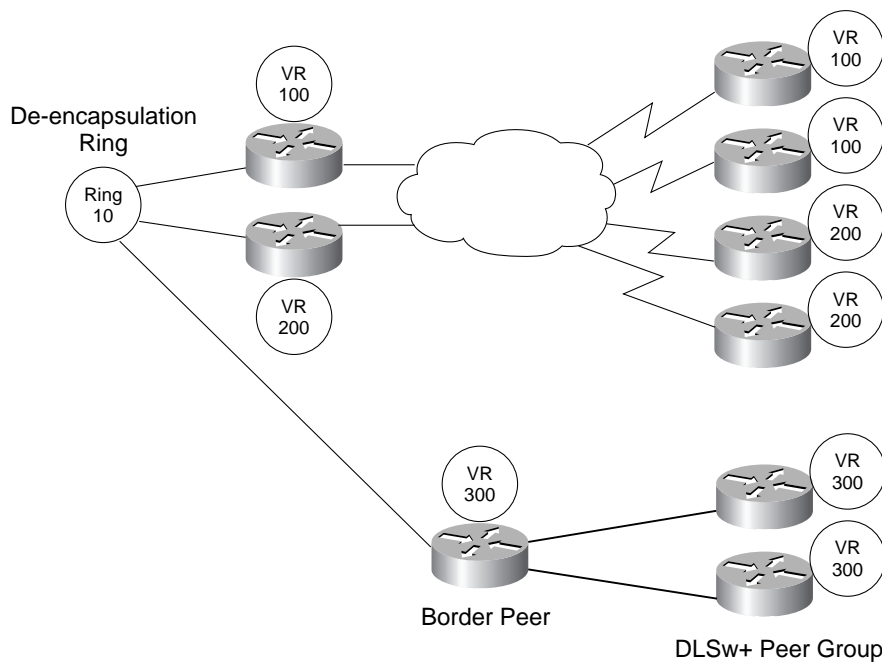 VR
100
VR
100
De-encapsulation
Ring
VR
100
Ring
10
VR
200
VR
200
VR
200
VR
300
VR
300
VR
300
Border Peer
DLSw+ Peer Group